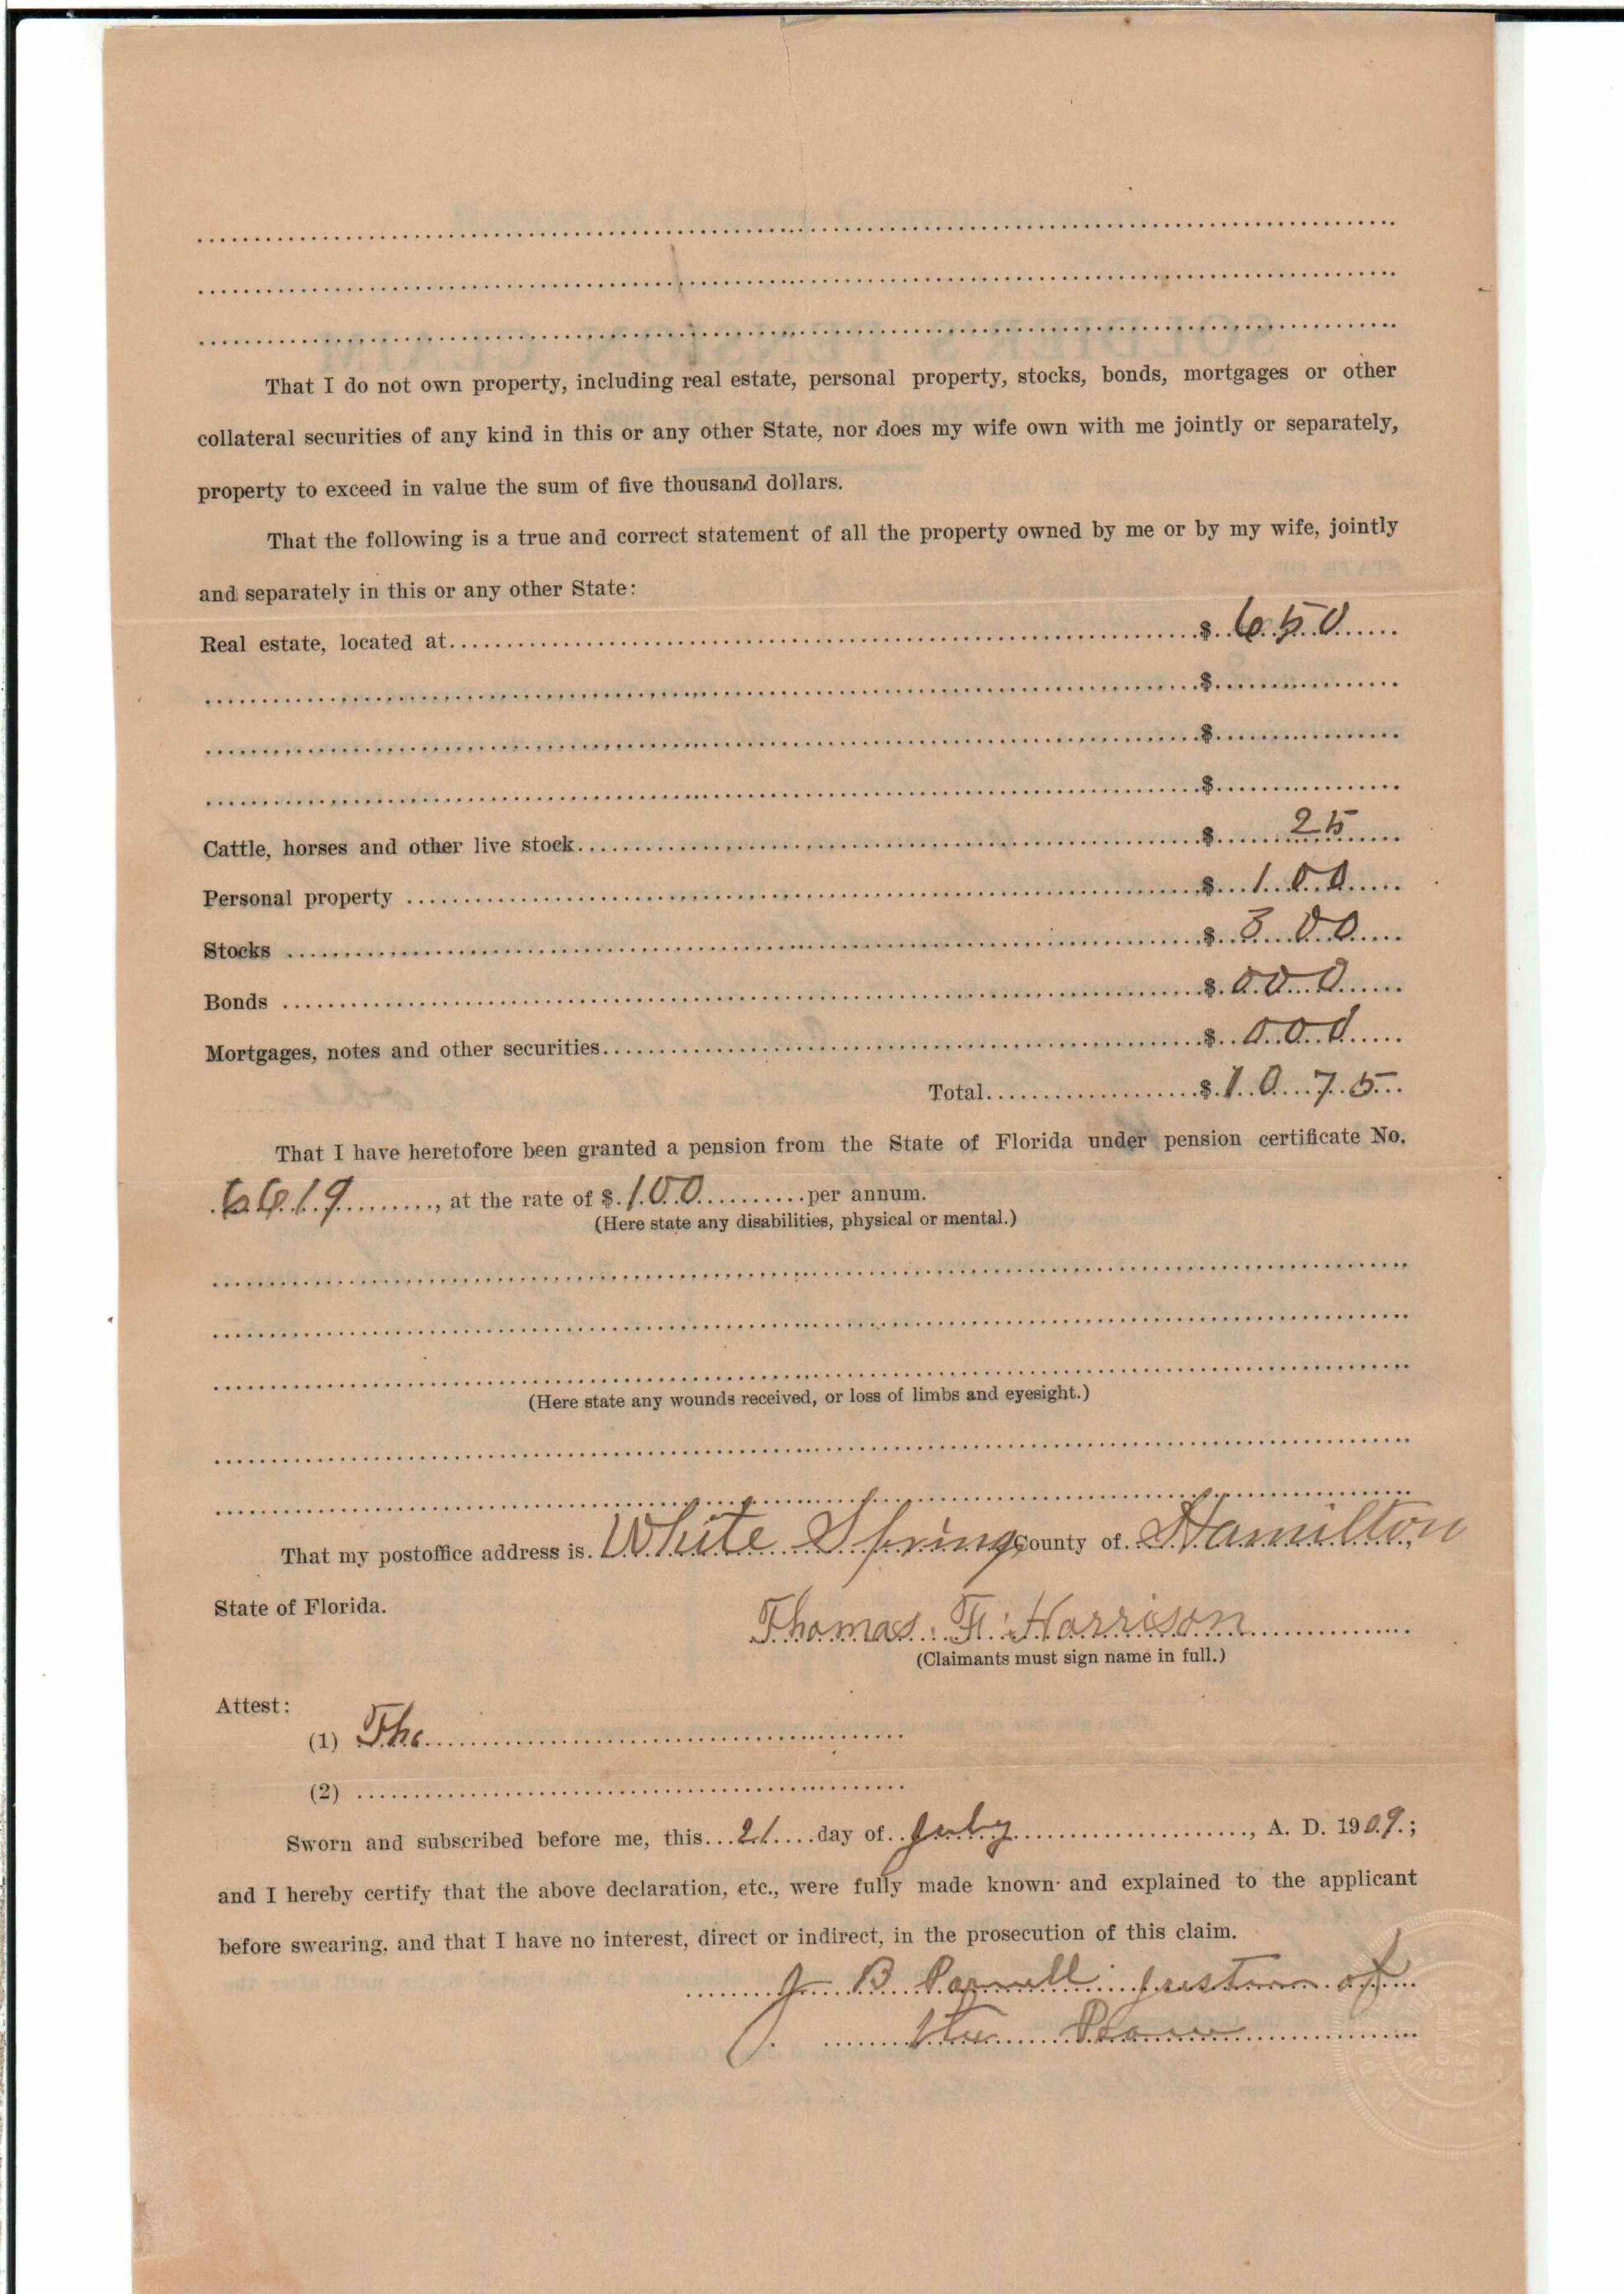 That I do not own property, including real estate, personal property, stocks, bonds, mortgages or other
collateral securities of any kind in this or any other State, nor does my wife own with me jointly or separately,
property to exceed in value the sum of five thousand dollars.
That the following is a true and correct statement of all the property owned by me or by my wife, jointly
and separately in this or any other State:
Real estate, located at $ 650
$
$
$
Cattle, horses and other live stock $ 25
Personal property $ 100
Stocks $ 300
Bonds $ 000
Mortgages, notes and other securities $ 000
Total $ 1075
That I have heretofore been granted a pension from the State of Florida under pension certificate No.
6619, at the rate of $ 100 per annum.
(Here state any disabilities, physical or mental.)
(Here state any wounds received, or loss of limbs and eyesight.)
That my postoffice address is White Spring County of Hamilton
State of Florida.
Thomas F. Harrison
(Claimants must sign name in full.)
Attest:
(1) Tho
(2)
Sworn and subscribed before me, this 21 day of July, A. D. 1909;
and I hereby certify that the above declaration, etc., were fully made known and explained to the applicant
before swearing, and that I have no interest, direct or indirect, in the prosecution of this claim.
J B of
the